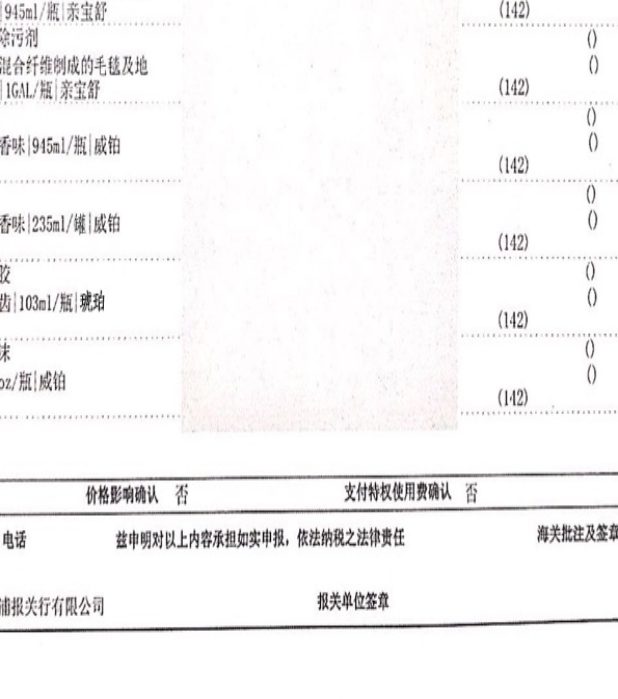 945ml/瓶|亲宝舒 (142)
除污剂 ()
混合纤维制成的毛毯及地 ()
|1GAL/瓶|亲宝舒 (142)
()
香味|945ml/瓶|威铂 ()
(142)
()
香味|235ml/罐|威铂 ()
(142)
胶 ()
齿|103ml/瓶|琥珀 ()
(142)
沫 ()
oz/瓶|威铂 ()
(142)
价格影响确认 否 支付特权使用费确认 否
电话 兹申明对以上内容承担如实申报，依法纳税之法律责任 海关批注及签章
浦报关行有限公司 报关单位签章